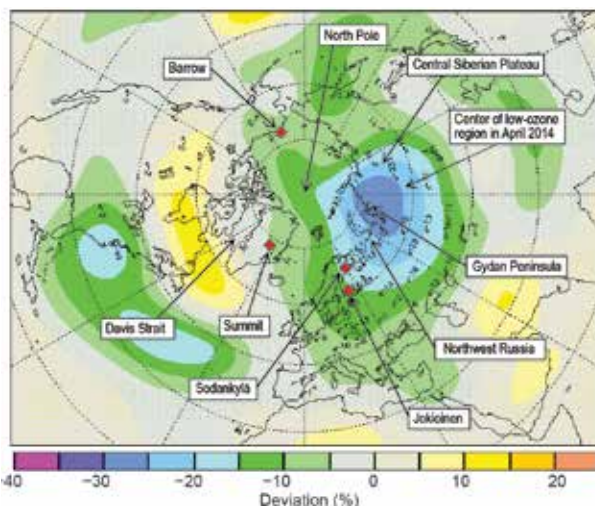 North Pole
Barrow
Central Siberian Plateau
Center of low-ozone
region in April 2014
Gydan Peninsula
Davis Strait
Summit
Northwest Russia
Sodankylä
Jokioinen
-40 -30 -20 -10 0 10 20
Deviation (%)